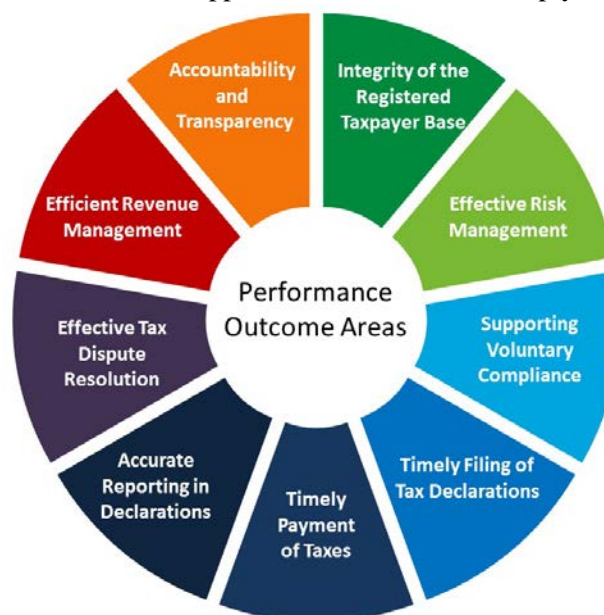 Performance
Outcome Areas
Integrity of the
Registered
Taxpayer Base
Effective Risk
Management
Supporting
Voluntary
Compliance
Timely Filing of
Tax Declarations
Timely
Payment
of Taxes
Accurate
Reporting in
Declarations
Effective Tax
Dispute
Resolution
Efficient Revenue
Management
Accountability
and
Transparency